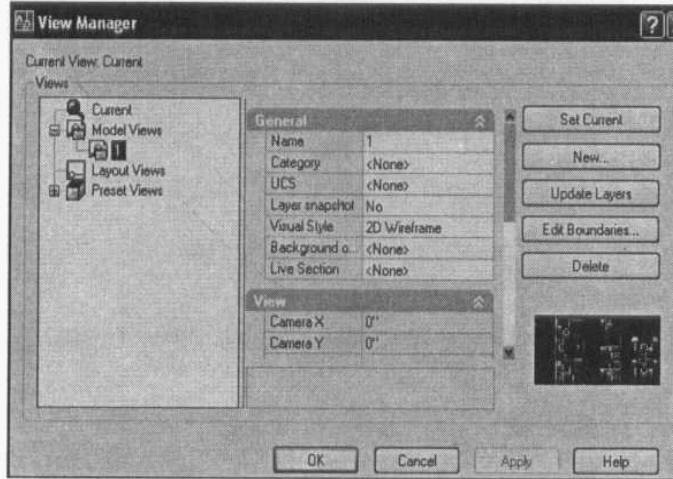 View Manager
?
Current View: Current
Views
Current
Model Views
1
Layout Views
Preset Views
General
Name 1
Category <None>
UCS <None>
Layer snapshot No
Visual Style 2D Wireframe
Background o... <None>
Live Section <None>
View
Camera X 0"
Camera Y 0"
Set Current
New...
Update Layers
Edit Boundaries...
Delete
OK
Cancel
Apply
Help